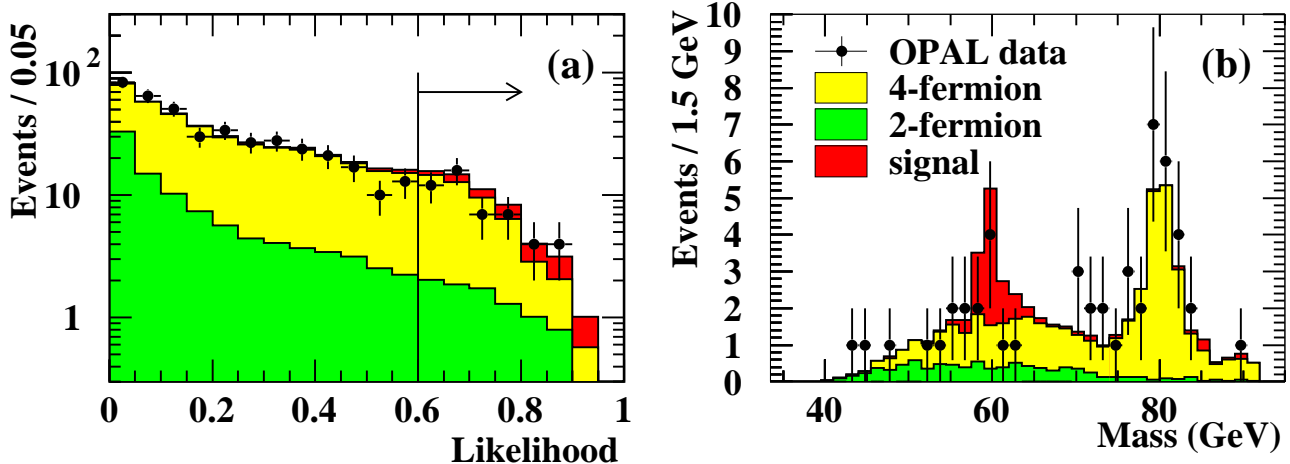 Events / 0.05
10²
10
1
(a)
0 0.2 0.4 0.6 0.8 1
Likelihood
Events / 1.5 GeV
10
9
8
7
6
5
4
3
2
1
0
OPAL data
4-fermion
2-fermion
signal
(b)
40 60 80
Mass (GeV)